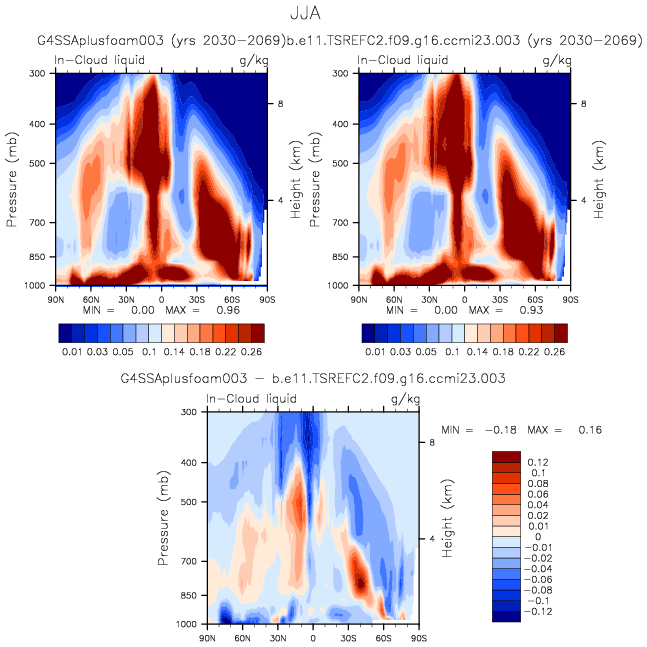 JJA
G4SSAplusfoam003 (yrs 2030-2069) b.e11.TSREFC2.f09.g16.ccmi23.003 (yrs 2030-2069)
In-Cloud liquid g/kg In-Cloud liquid g/kg
300 400 500 700 850 1000
Pressure (mb)
8 4
Height (km)
90N 60N 30N 0 30S 60S 90S
MIN = 0.00 MAX = 0.96
0.01 0.03 0.05 0.1 0.14 0.18 0.22 0.26
300 400 500 700 850 1000
Pressure (mb)
8 4
Height (km)
90N 60N 30N 0 30S 60S 90S
MIN = 0.00 MAX = 0.93
0.01 0.03 0.05 0.1 0.14 0.18 0.22 0.26
G4SSAplusfoam003 - b.e11.TSREFC2.f09.g16.ccmi23.003
In-Cloud liquid g/kg
300 400 500 700 850 1000
Pressure (mb)
8 4
Height (km)
90N 60N 30N 0 30S 60S 90S
MIN = -0.18 MAX = 0.16
0.12
0.1
0.08
0.06
0.04
0.02
0.01
0
-0.01
-0.02
-0.04
-0.06
-0.08
-0.1
-0.12